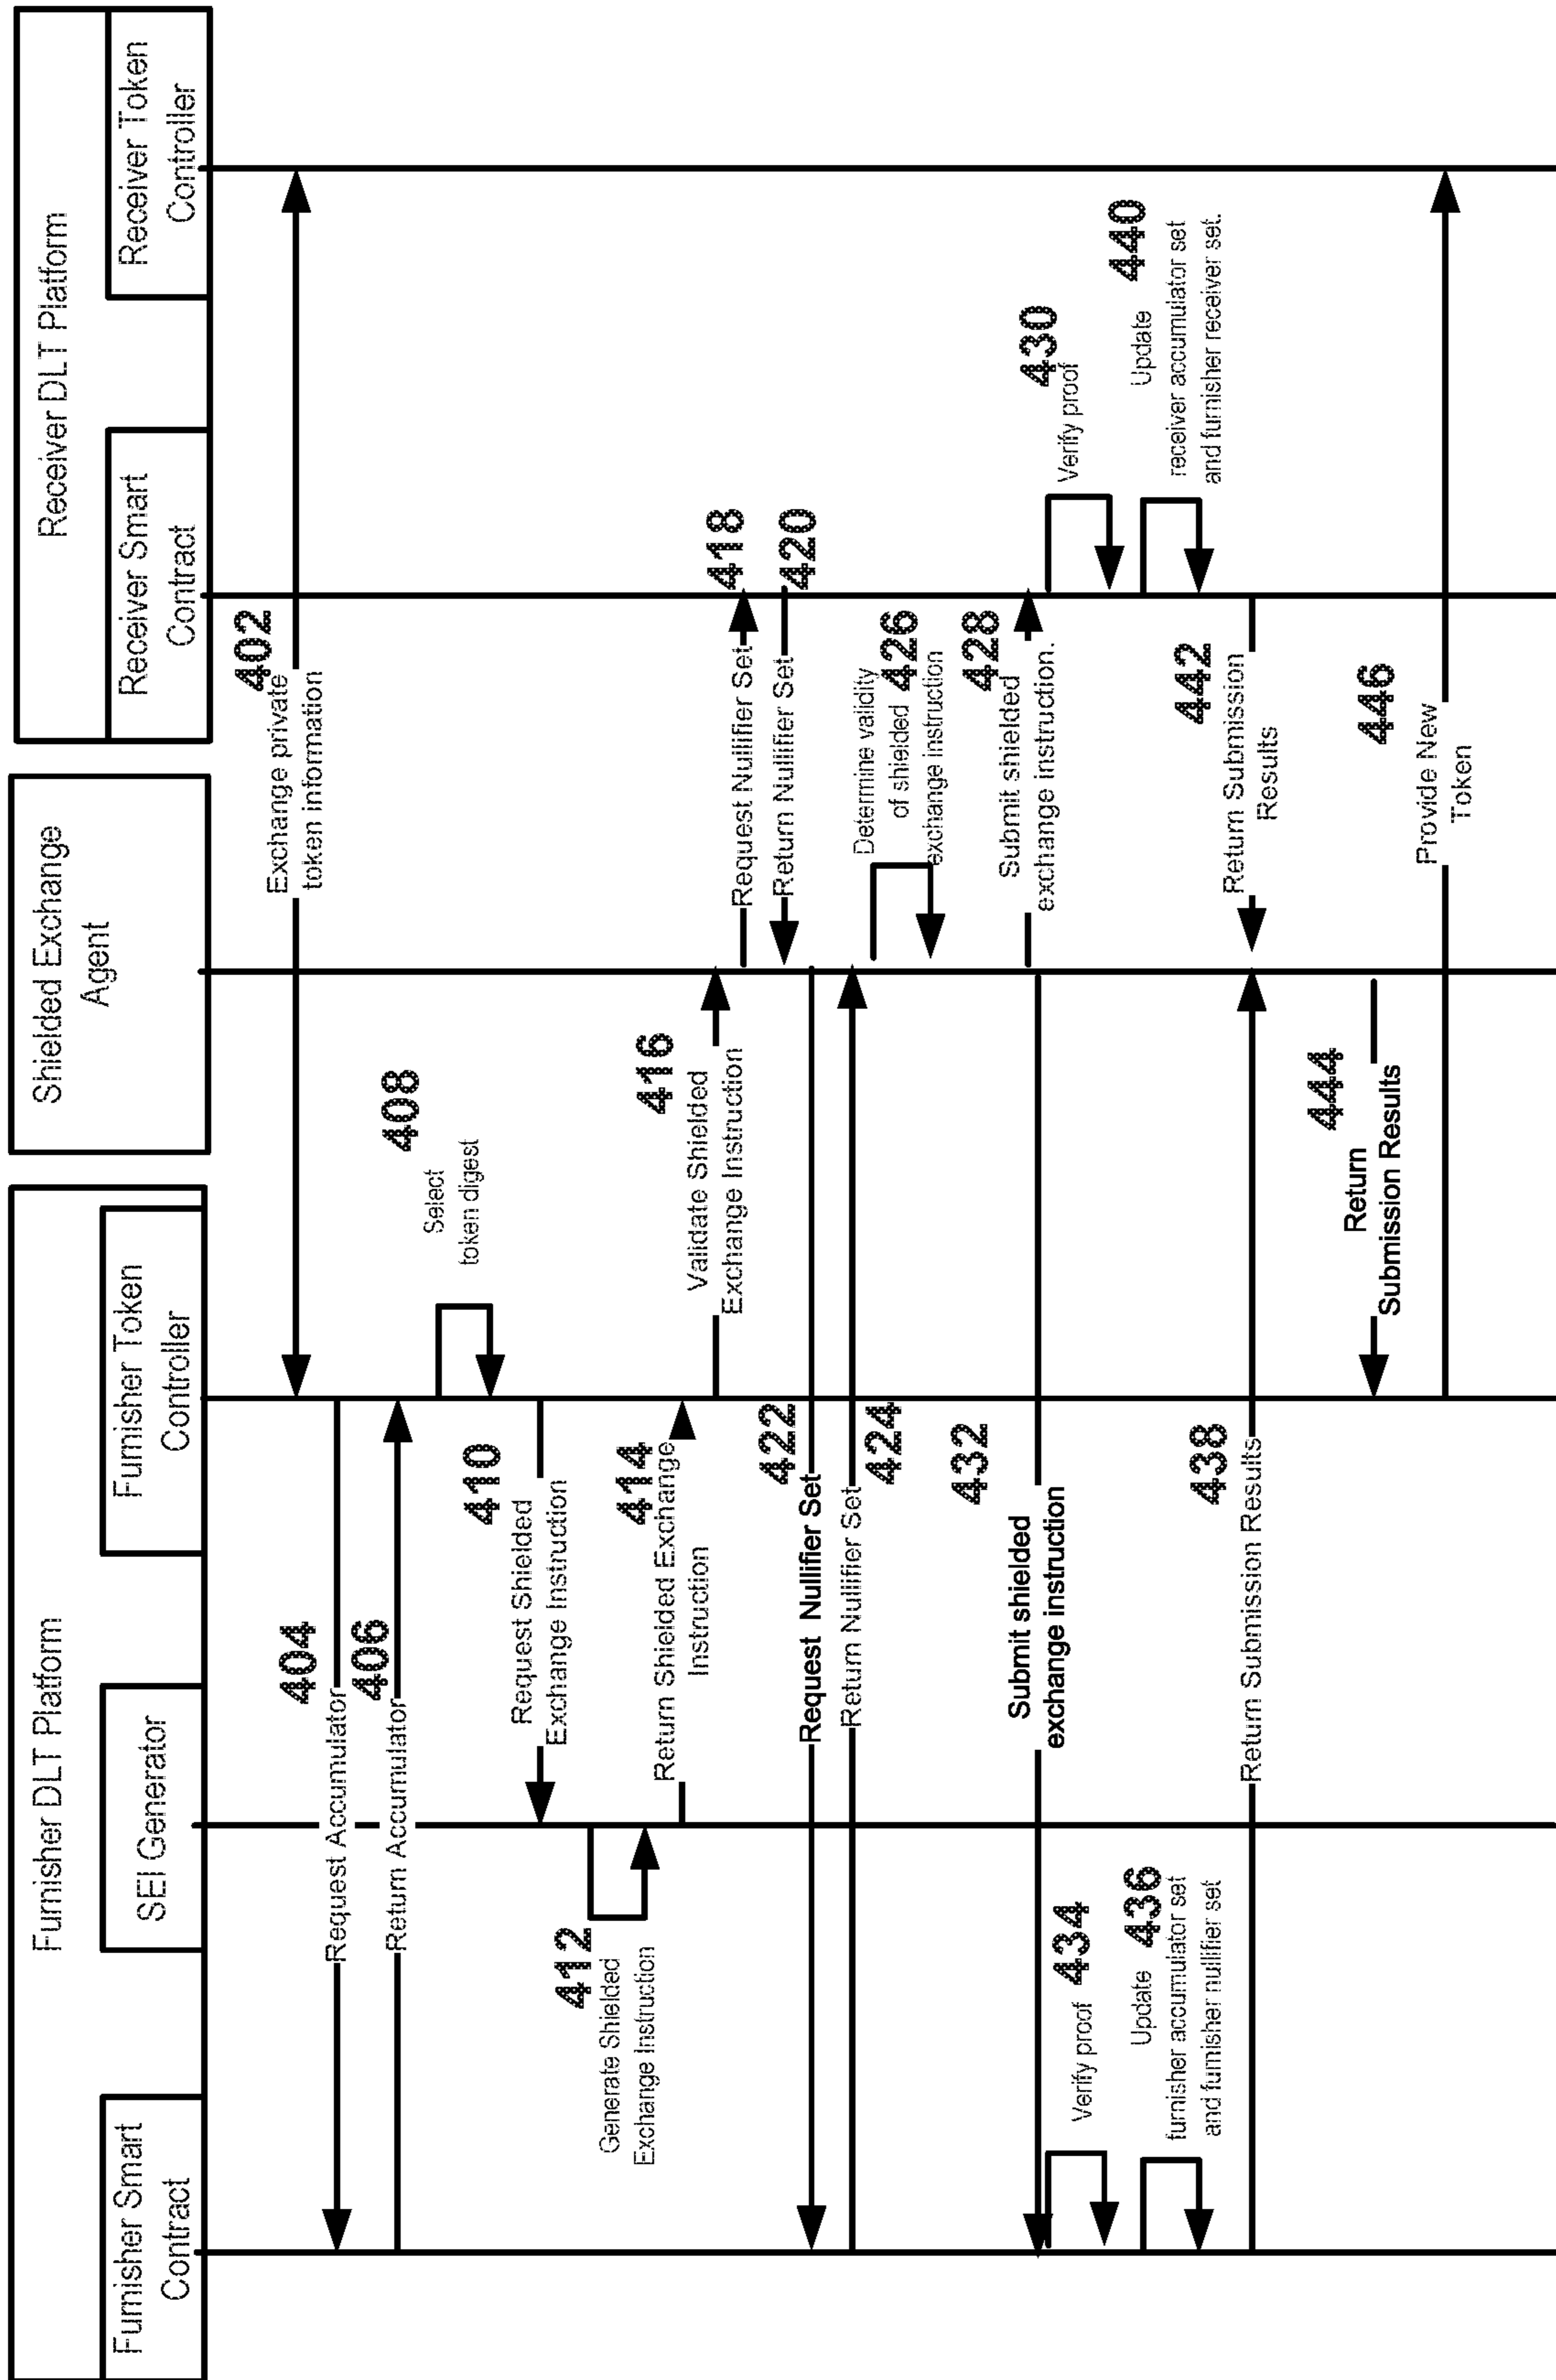 Furnisher DLT Platform
Furnisher Smart
Contract
SEI Generator
Furnisher Token
Controller
Shielded Exchange
Agent
Receiver DLT Platform
Receiver Smart
Contract
Receiver Token
Controller
402
Exchange private
token information
404
Request Accumulator
406
Return Accumulator
408
Select
token digest
410
Request Shielded
Exchange Instruction
412
Generate Shielded
Exchange Instruction
414
Return Shielded Exchange
Instruction
416
Validate Shielded
Exchange Instruction
418
Request Nullifier Set
420
Return Nullifier Set
422
Request Nullifier Set
Return Nullifier Set
424
Determine validity
of shielded 426
exchange instruction
428
Submit shielded
exchange instruction.
430
Verify proof
432
Submit shielded
exchange instruction
434
Verify proof
Update 436
furnisher accumulator set
and furnisher nullifier set
438
Return Submission Results
Update 440
receiver accumulator set
and furnisher receiver set.
442
Return Submission
Results
444
Return
Submission Results
446
Provide New
Token